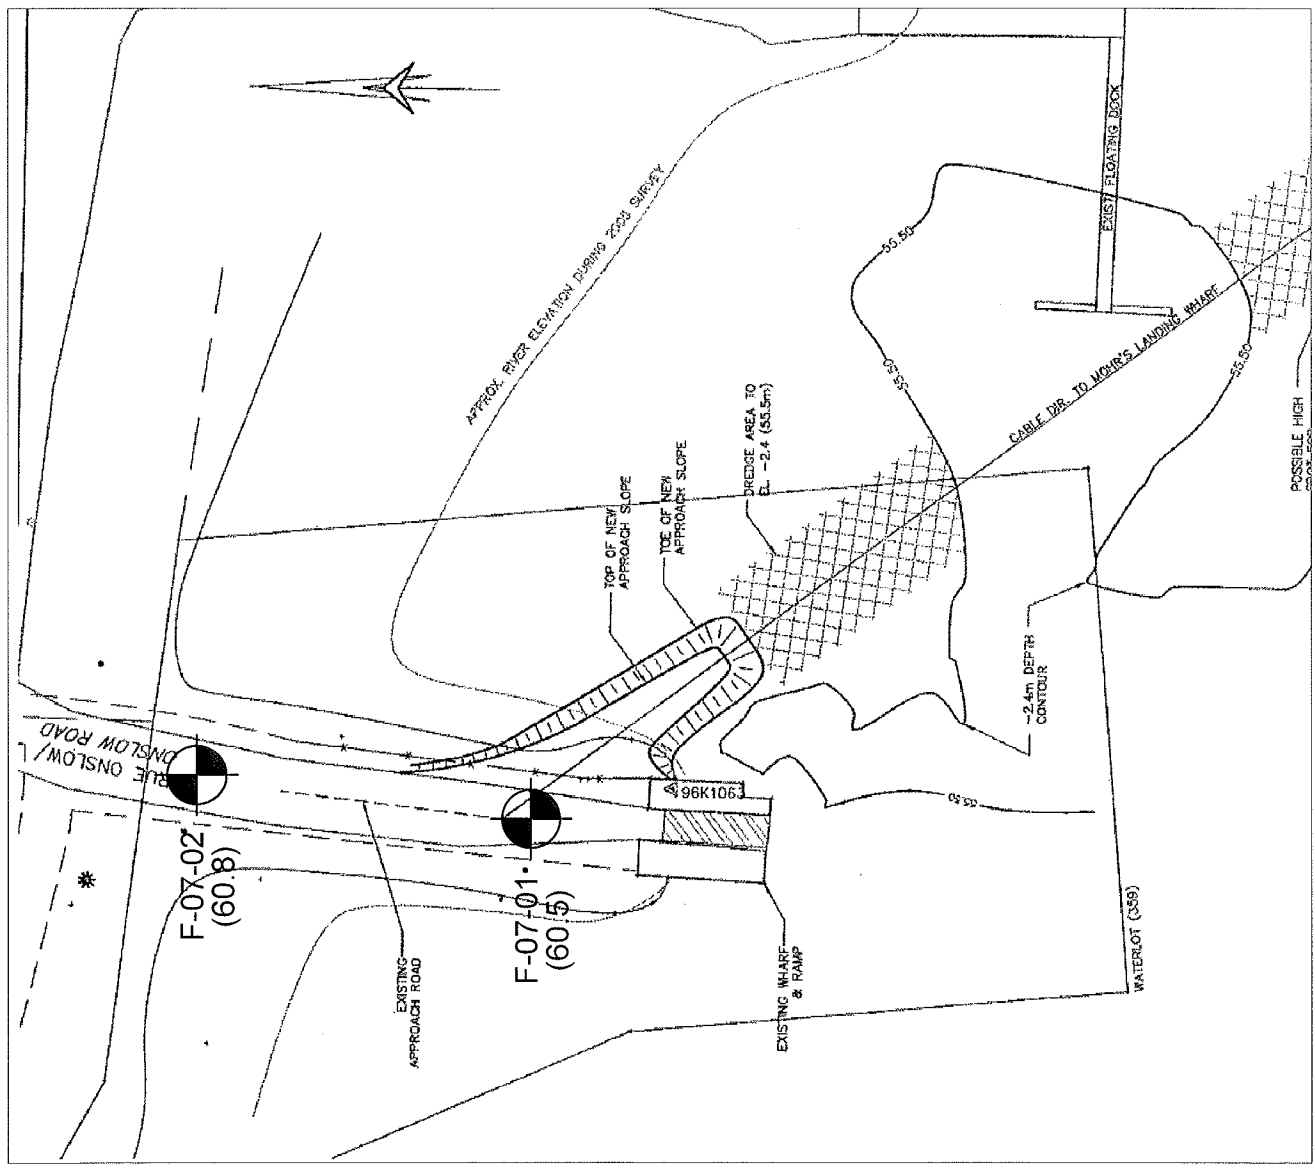 RUE ONSLOW/
ONSLOW ROAD
F-07-02
(60.8)
F-07-01
(60.5)
EXISTING
APPROACH ROAD
APPROX. RIVER ELEVATION DURING SURVEY
TOP OF NEW
APPROACH SLOPE
TOE OF NEW
APPROACH SLOPE
DREDGE AREA TO
EL. -2.4 (55.5m)
55.50
55.50
EXIST. FLOATING DOCK
CABLE DIR. TO MOHR'S LANDING WHARF
55.50
POSSIBLE HIGH
-2.4m DEPTH
CONTOUR
55.50
96K1063
EXISTING WHARF
& RAMP
WATERLOT (359)